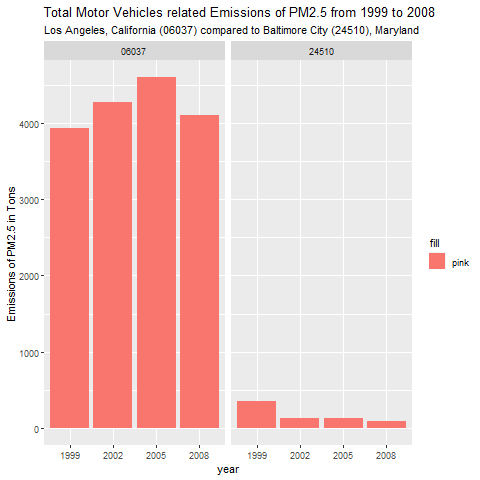 Total Motor Vehicles related Emissions of PM2.5 from 1999 to 2008
Los Angeles, California (06037) compared to Baltimore City (24510), Maryland
06037
24510
Emissions of PM2.5 in Tons
4000
3000
2000
1000
0
1999 2002 2005 2008
1999 2002 2005 2008
year
fill
pink